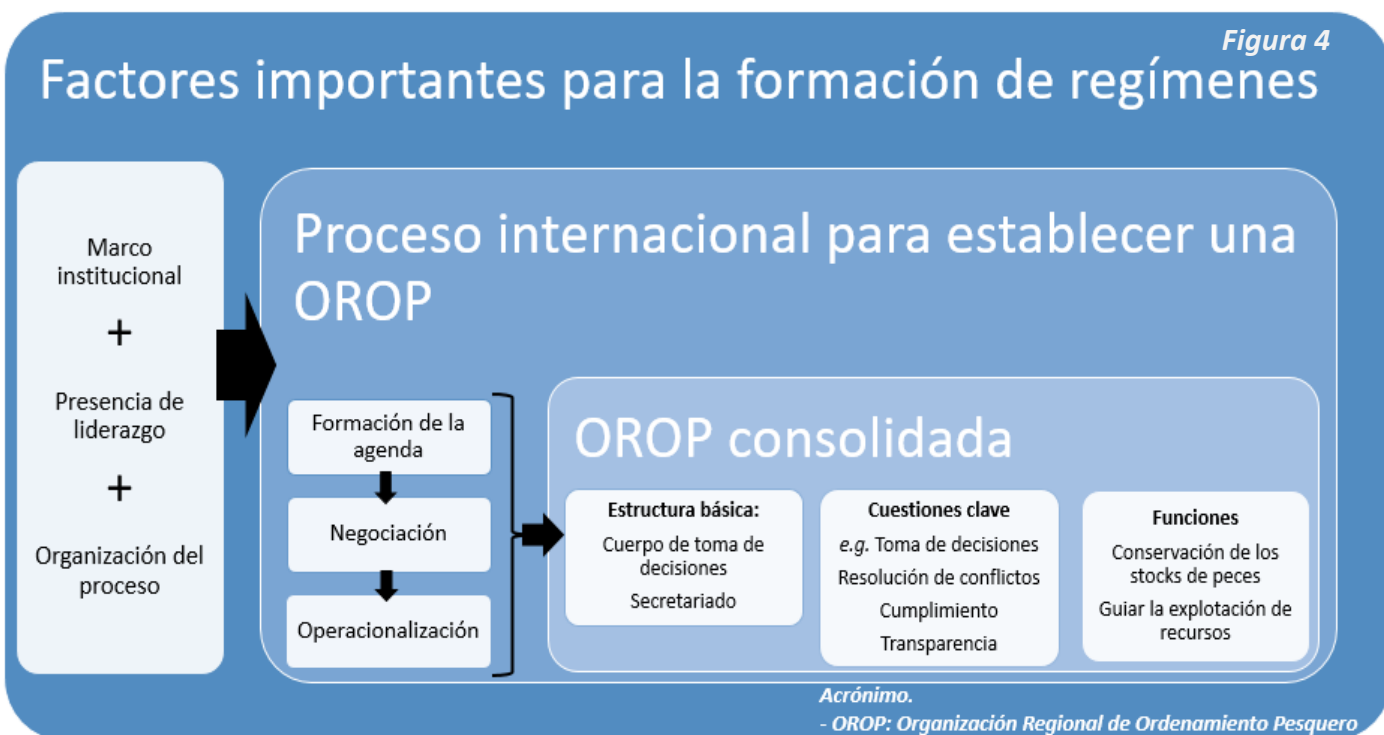 Figura 4
Factores importantes para la formación de regímenes
Marco
institucional
+
Presencia de
liderazgo
+
Organización del
proceso
Proceso internacional para establecer una
OROP
Formación de la
agenda
Negociación
Operacionalización
OROP consolidada
Estructura básica:
Cuerpo de toma de
decisiones
Secretariado
Cuestiones clave
e.g. Toma de decisiones
Resolución de conflictos
Cumplimiento
Transparencia
Funciones
Conservación de los
stocks de peces
Guiar la explotación de
recursos
Acrónimo.
- OROP: Organización Regional de Ordenamiento Pesquero